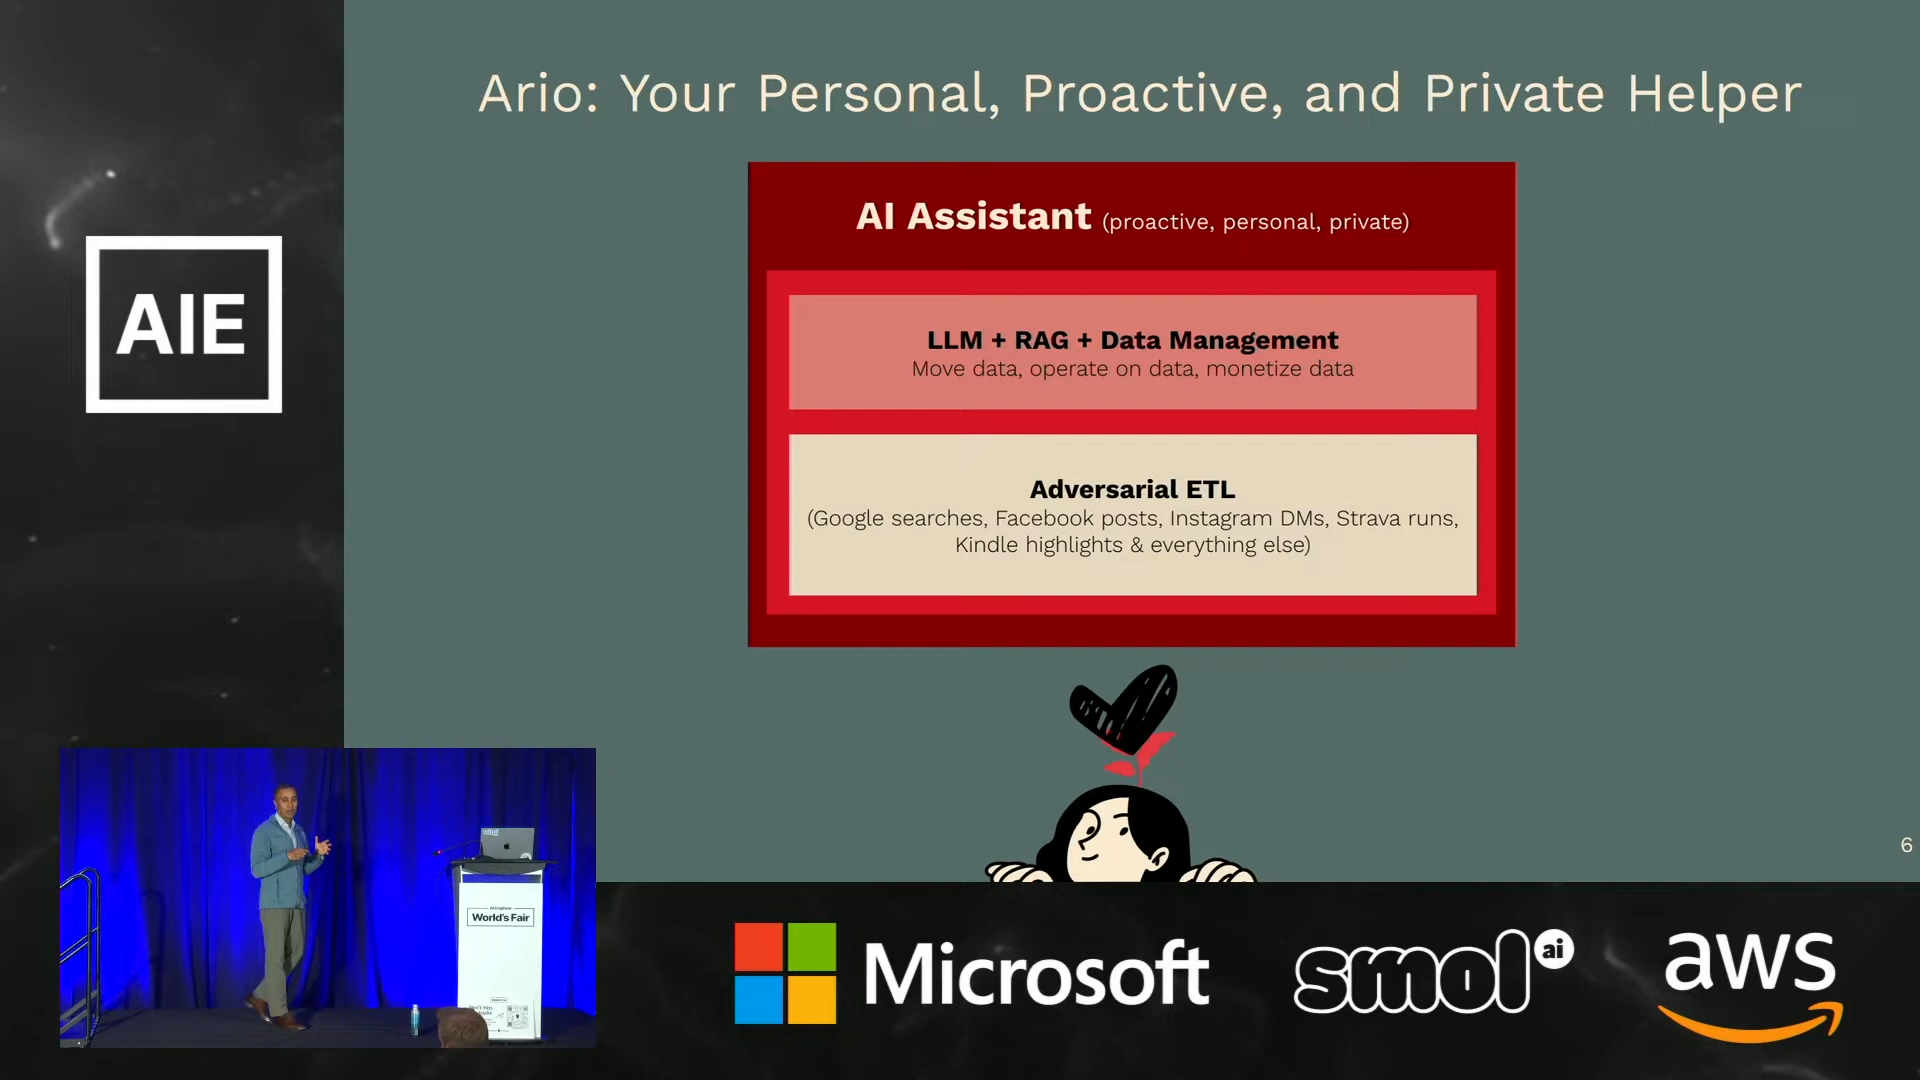 Ario: Your Personal, Proactive, and Private Helper
AI Assistant (proactive, personal, private)
LLM + RAG + Data Management
Move data, operate on data, monetize data
Adversarial ETL
(Google searches, Facebook posts, Instagram DMs, Strava runs,
Kindle highlights & everything else)
6
AIE
AI Engineer
World's Fair
Microsoft
smol ai
aws